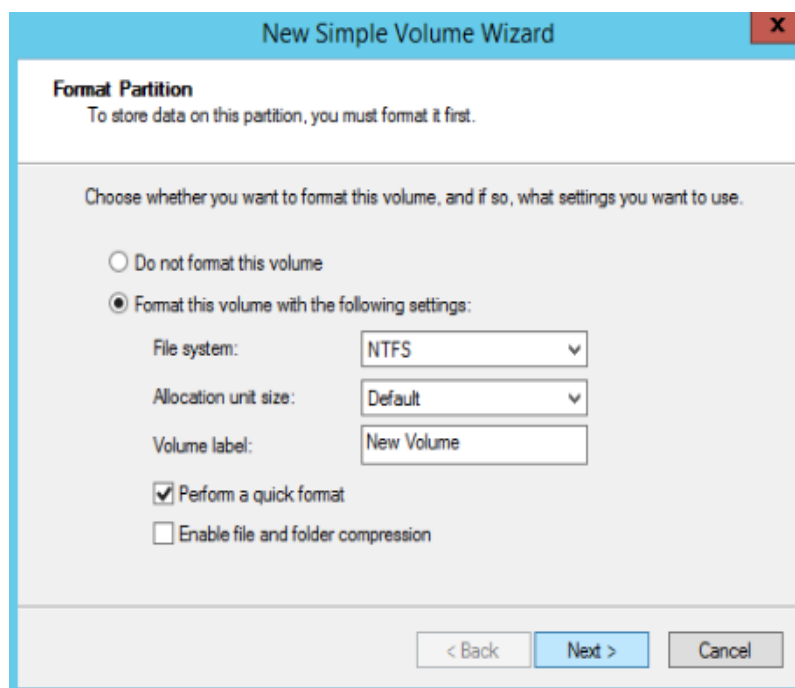 New Simple Volume Wizard
x
Format Partition
To store data on this partition, you must format it first.
Choose whether you want to format this volume, and if so, what settings you want to use.
Do not format this volume
Format this volume with the following settings:
File system: NTFS
Allocation unit size: Default
Volume label: New Volume
Perform a quick format
Enable file and folder compression
< Back Next > Cancel